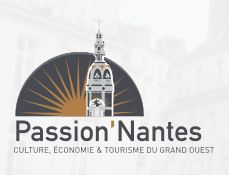 Passion'Nantes
CULTURE, ÉCONOMIE & TOURISME DU GRAND OUEST